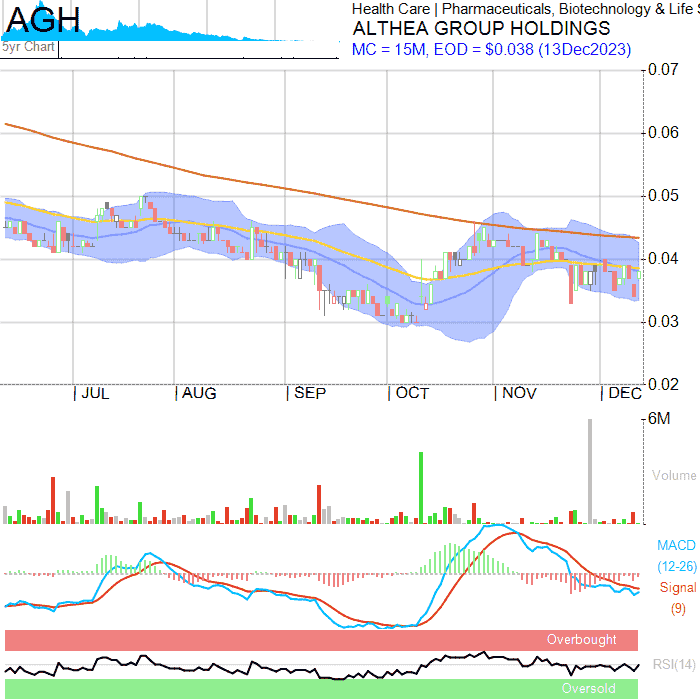 AGH
Health Care | Pharmaceuticals, Biotechnology & Life S
ALTHEA GROUP HOLDINGS
MC = 15M, EOD = $0.038 (13Dec2023)
5yr Chart
0.07
0.06
0.05
0.04
0.03
0.02
| JUL | AUG | SEP | OCT | NOV | DEC
6M
Volume
MACD
(12-26)
Signal
(9)
Overbought
RSI(14)
Oversold